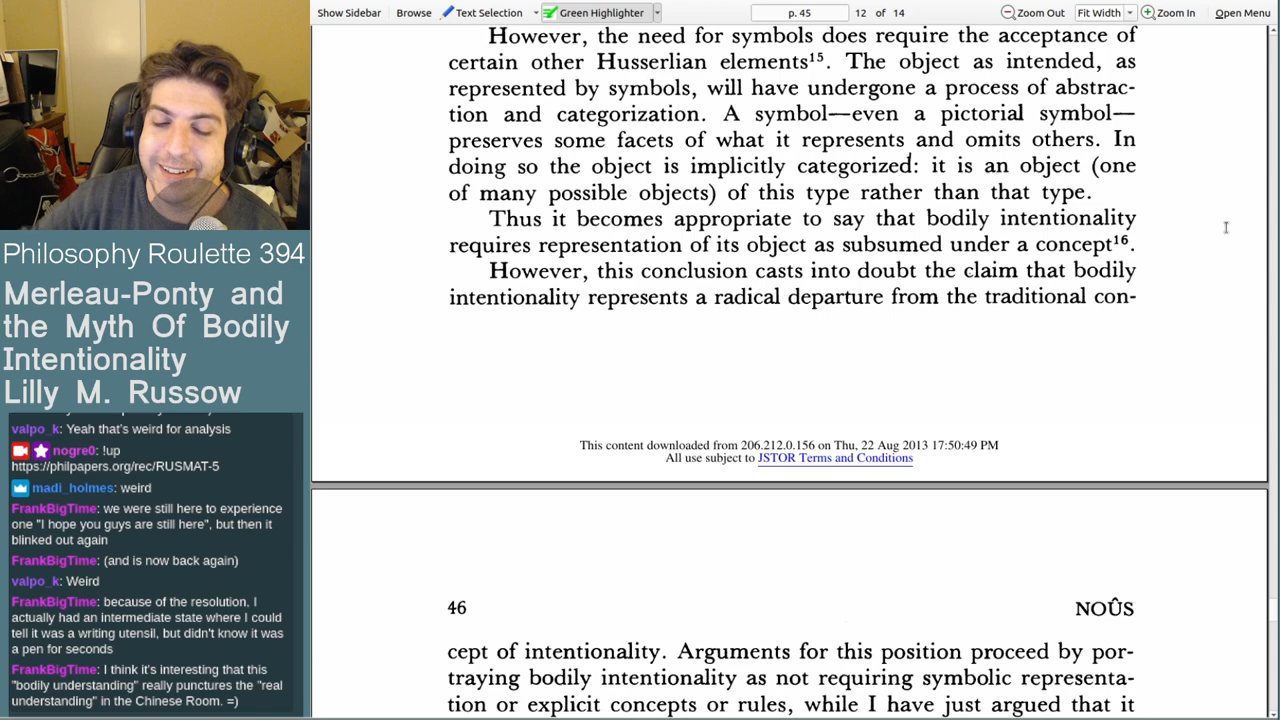 Show Sidebar Browse Text Selection Green Highlighter p. 45 12 of 14 Zoom Out Fit Width Zoom In Open Menu
However, the need for symbols does require the acceptance of
certain other Husserlian elements¹⁵. The object as intended, as
represented by symbols, will have undergone a process of abstrac-
tion and categorization. A symbol—even a pictorial symbol—
preserves some facets of what it represents and omits others. In
doing so the object is implicitly categorized: it is an object (one
of many possible objects) of this type rather than that type.
Thus it becomes appropriate to say that bodily intentionality
requires representation of its object as subsumed under a concept¹⁶.
However, this conclusion casts into doubt the claim that bodily
intentionality represents a radical departure from the traditional con-
This content downloaded from 206.212.0.156 on Thu, 22 Aug 2013 17:50:49 PM
All use subject to JSTOR Terms and Conditions
46 NOÛS
cept of intentionality. Arguments for this position proceed by por-
traying bodily intentionality as not requiring symbolic representa-
tion or explicit concepts or rules, while I have just argued that it
Philosophy Roulette 394
Merleau-Ponty and
the Myth Of Bodily
Intentionality
Lilly M. Russow
valpo_k: Yeah that's weird for analysis
nogre0: !up
https://philpapers.org/rec/RUSMAT-5
madi_holmes: weird
FrankBigTime: we were still here to experience
one "I hope you guys are still here", but then it
blinked out again
FrankBigTime: (and is now back again)
valpo_k: Weird
FrankBigTime: because of the resolution, I
actually had an intermediate state where I could
tell it was a writing utensil, but didn't know it was
a pen for seconds
FrankBigTime: I think it's interesting that this
"bodily understanding" really punctures the "real
understanding" in the Chinese Room. =)